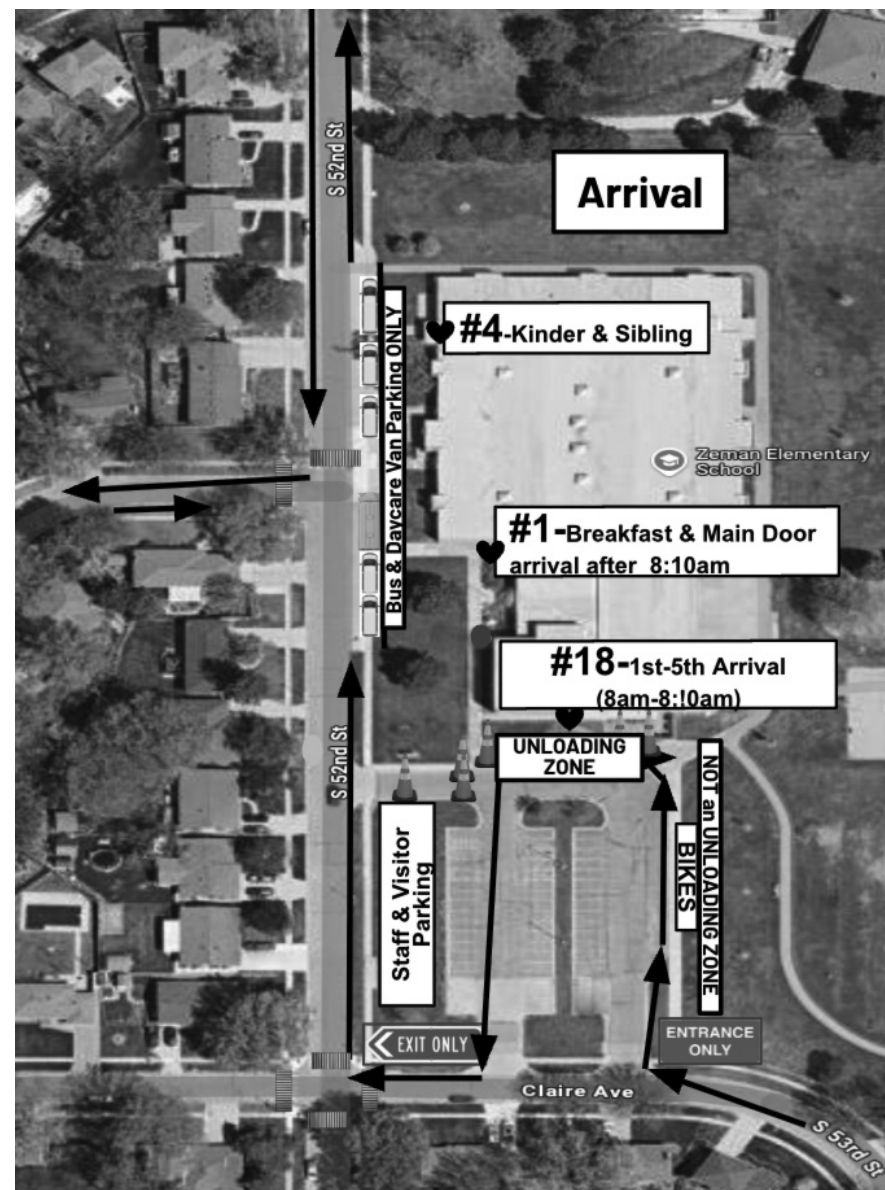 S 52nd St
Arrival
Bus & Daycare Van Parking ONLY
#4-Kinder & Sibling
Zeman Elementary
School
#1-Breakfast & Main Door
arrival after 8:10am
#18-1st-5th Arrival
(8am-8:!0am)
UNLOADING
ZONE
S 52nd St
NOT an UNLOADING ZONE
BIKES
Staff & Visitor
Parking
EXIT ONLY
ENTRANCE
ONLY
Claire Ave
S 53rd St